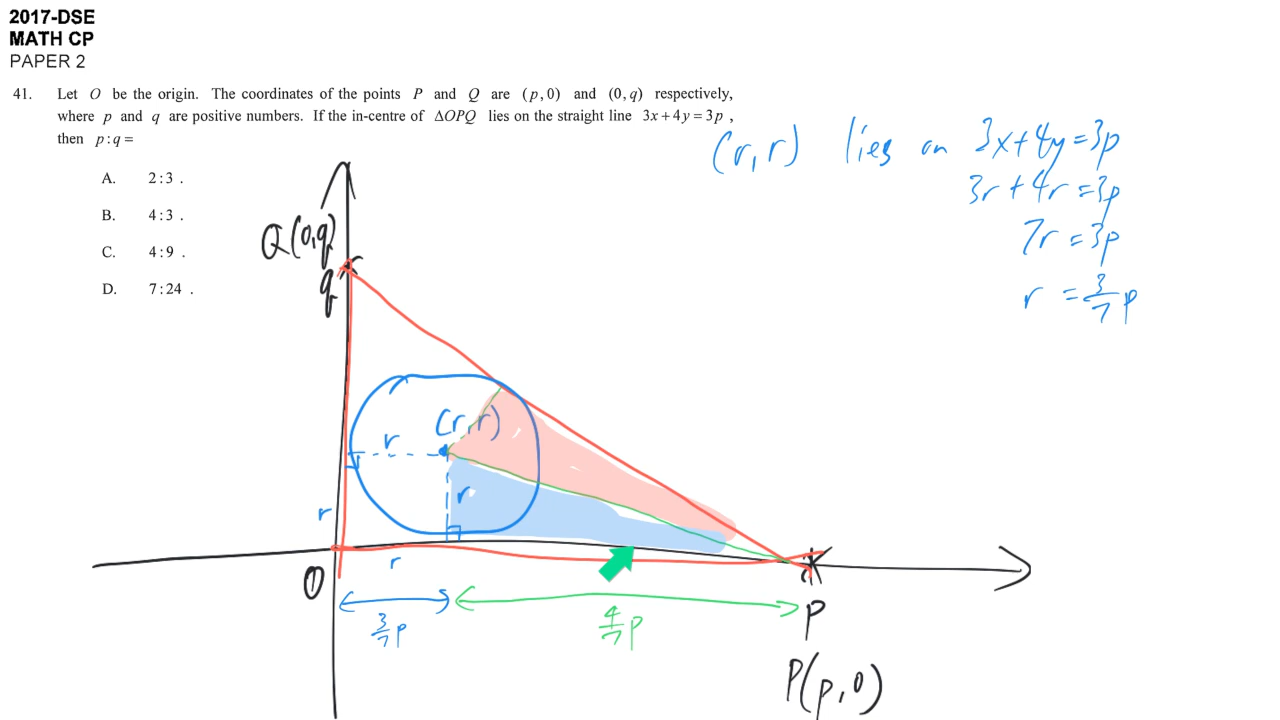 2017-DSE
MATH CP
PAPER 2
41. Let O be the origin. The coordinates of the points P and Q are (p,0) and (0,q) respectively,
where p and q are positive numbers. If the in-centre of ΔOPQ lies on the straight line 3x+4y=3p,
then p:q=
A. 2:3.
B. 4:3.
C. 4:9.
D. 7:24.
(r,r) lies on 3x+4y=3p
3r+4r=3p
7r=3p
r=3/7 p
Q(0,q)
q
(r,r)
r
r
r
r
O
3/7 p
4/7 p
P
P(p,0)